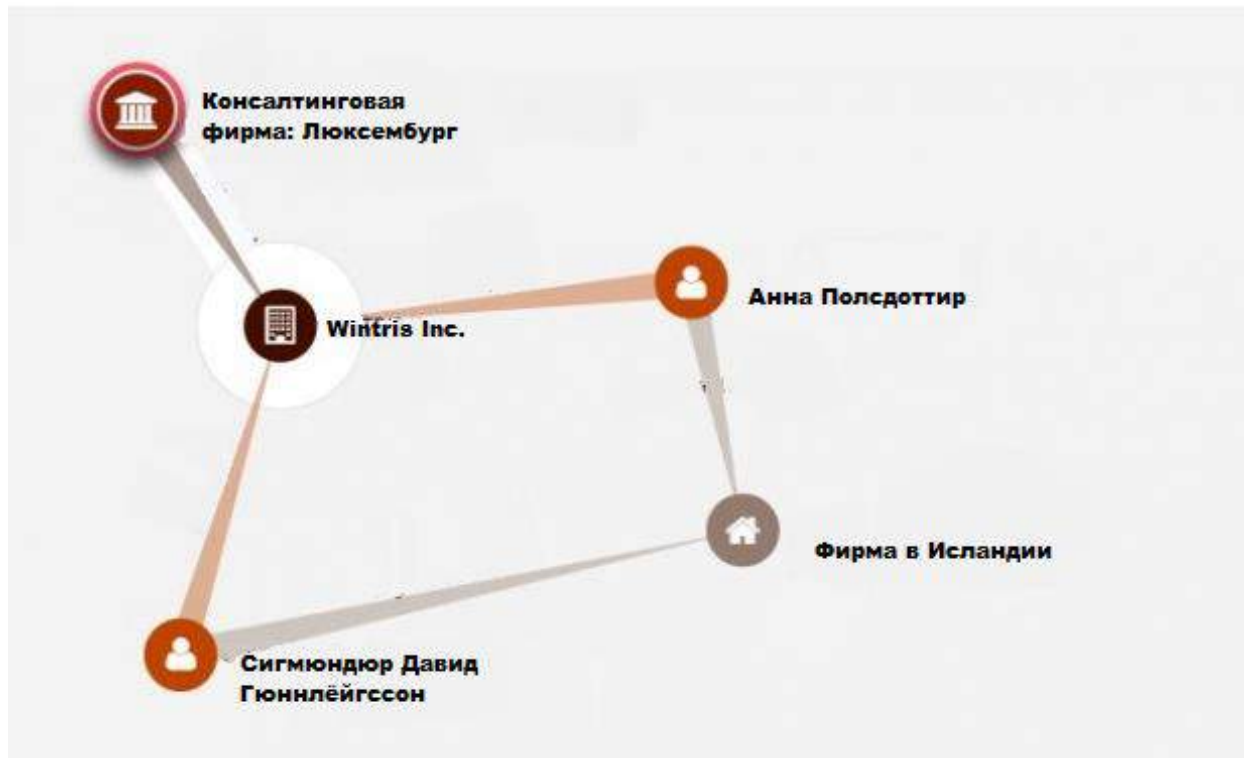 Консалтинговая
фирма: Люксембург
Анна Полсдоттир
Wintris Inc.
Фирма в Исландии
Сигмюндюр Давид
Гюннлёйгссон